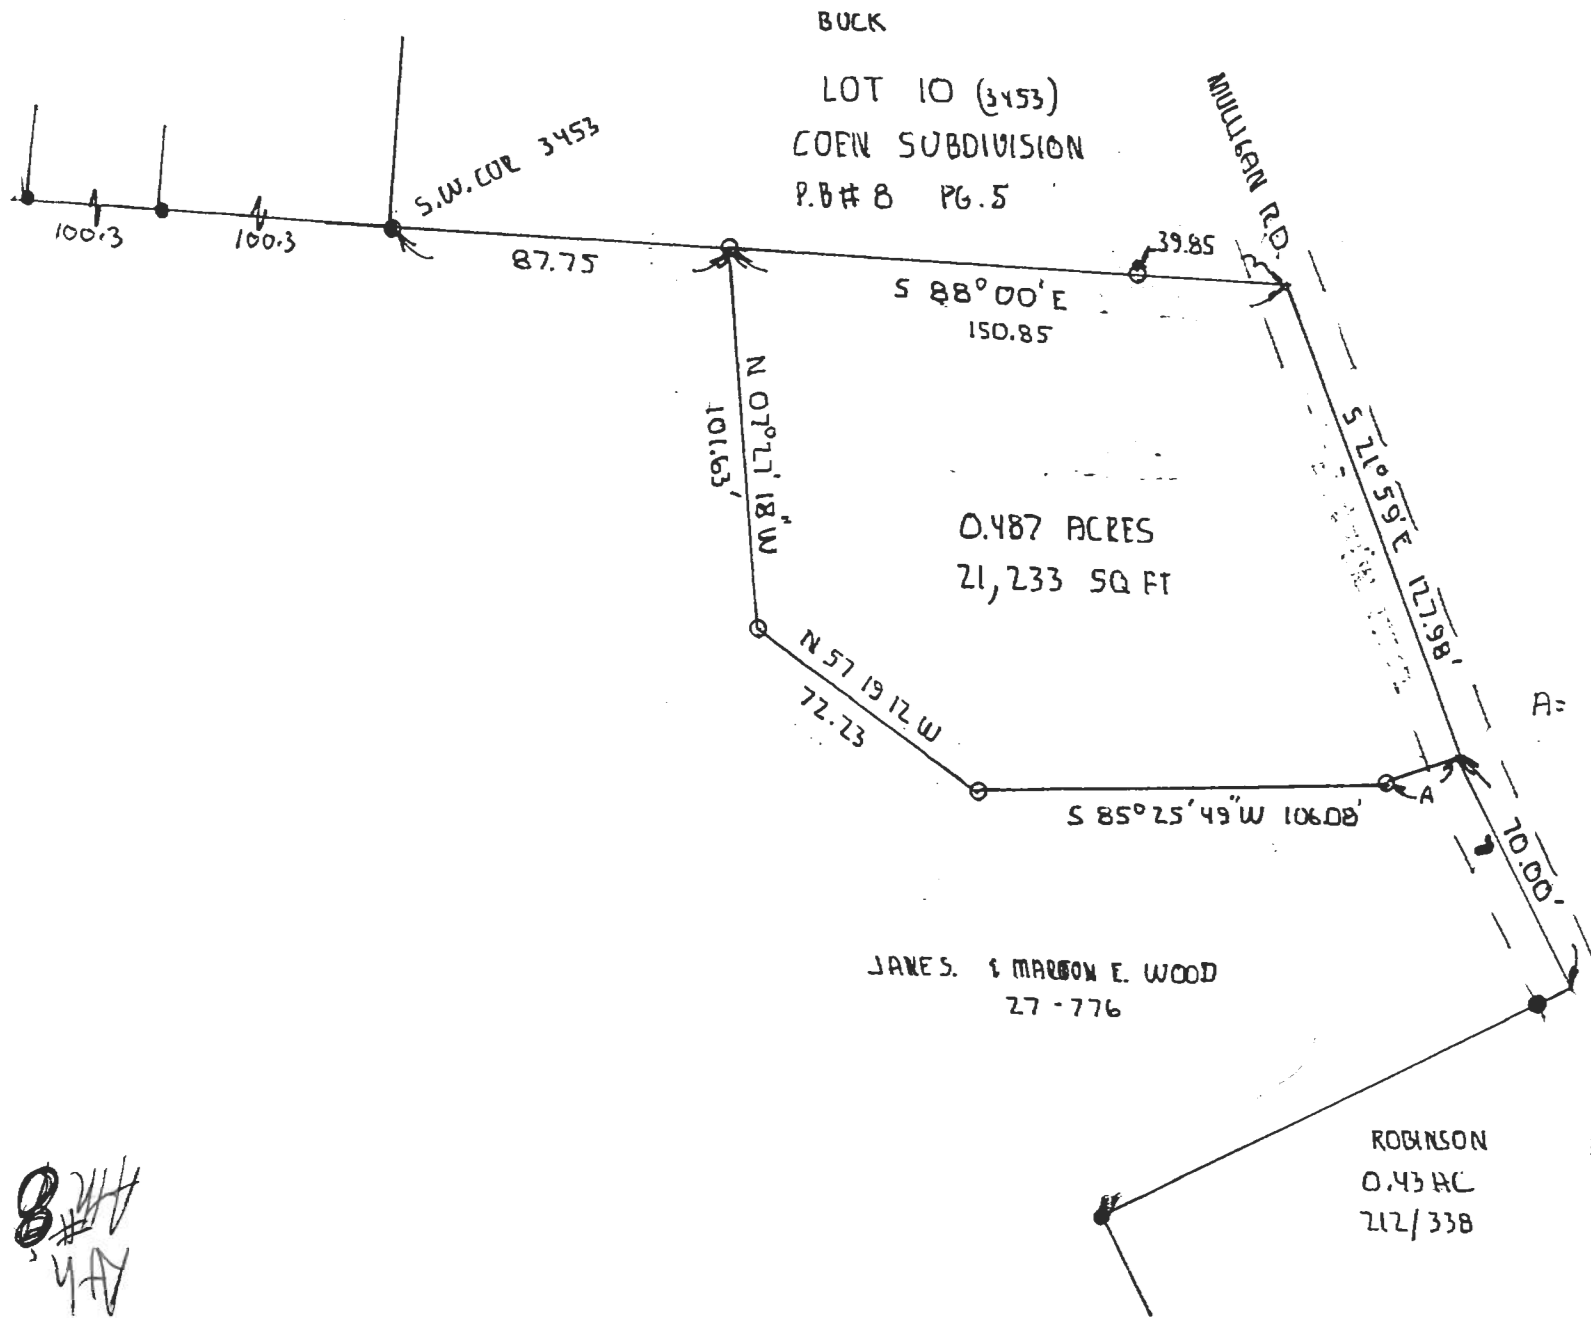 BUCK
LOT 10 (3453)
COEN SUBDIVISION
P.B# 8 PG. 5
MULLIGAN RD.
S.W. COR 3453
100.3
100.3
87.75
39.85
S 88° 00' E
150.85
N 07° 27' 18" W
101.63'
S 21° 59' E 127.98'
0.487 ACRES
21,233 SQ FT
N 57 19 12 W
72.23
A=
A
S 85° 25' 49" W 106.08'
70.00'
JAMES. & MARION E. WOOD
27-776
ROBINSON
0.43 AC
212/338
8
#